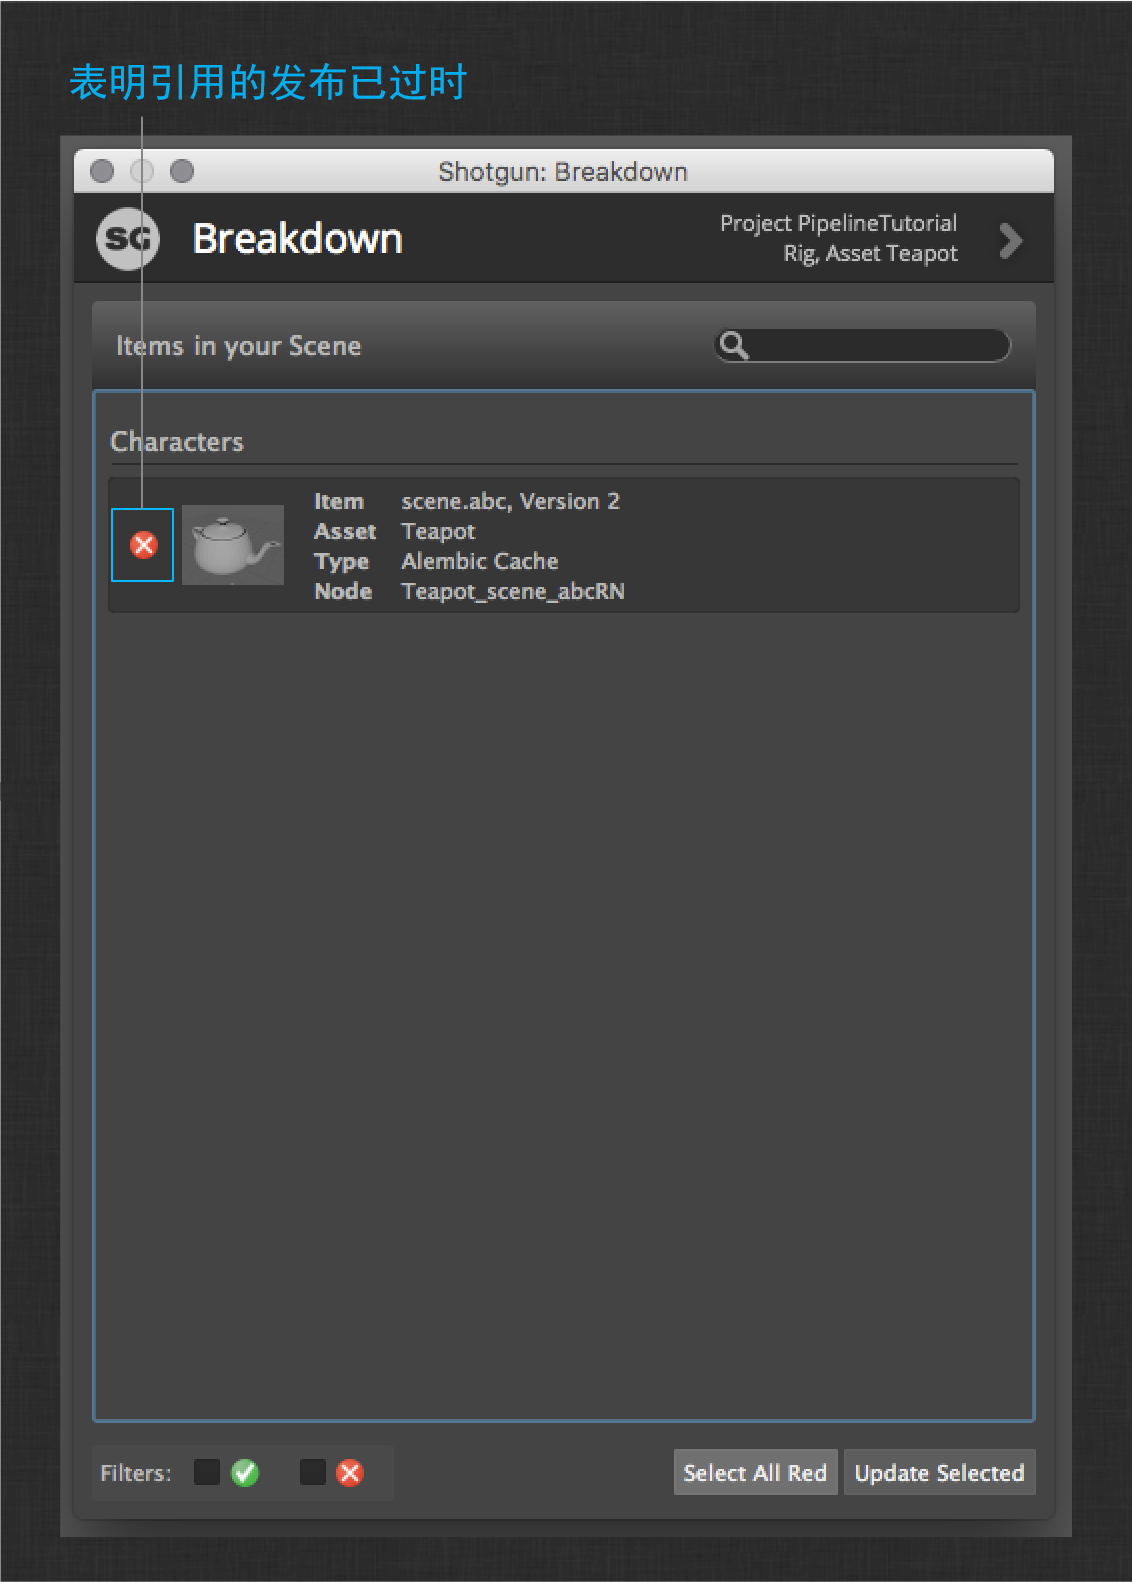 表明引用的发布已过时
Shotgun: Breakdown
SG
Breakdown
Project PipelineTutorial
Rig, Asset Teapot
Items in your Scene
Characters
Item scene.abc, Version 2
Asset Teapot
Type Alembic Cache
Node Teapot_scene_abcRN
Filters:
Select All Red
Update Selected